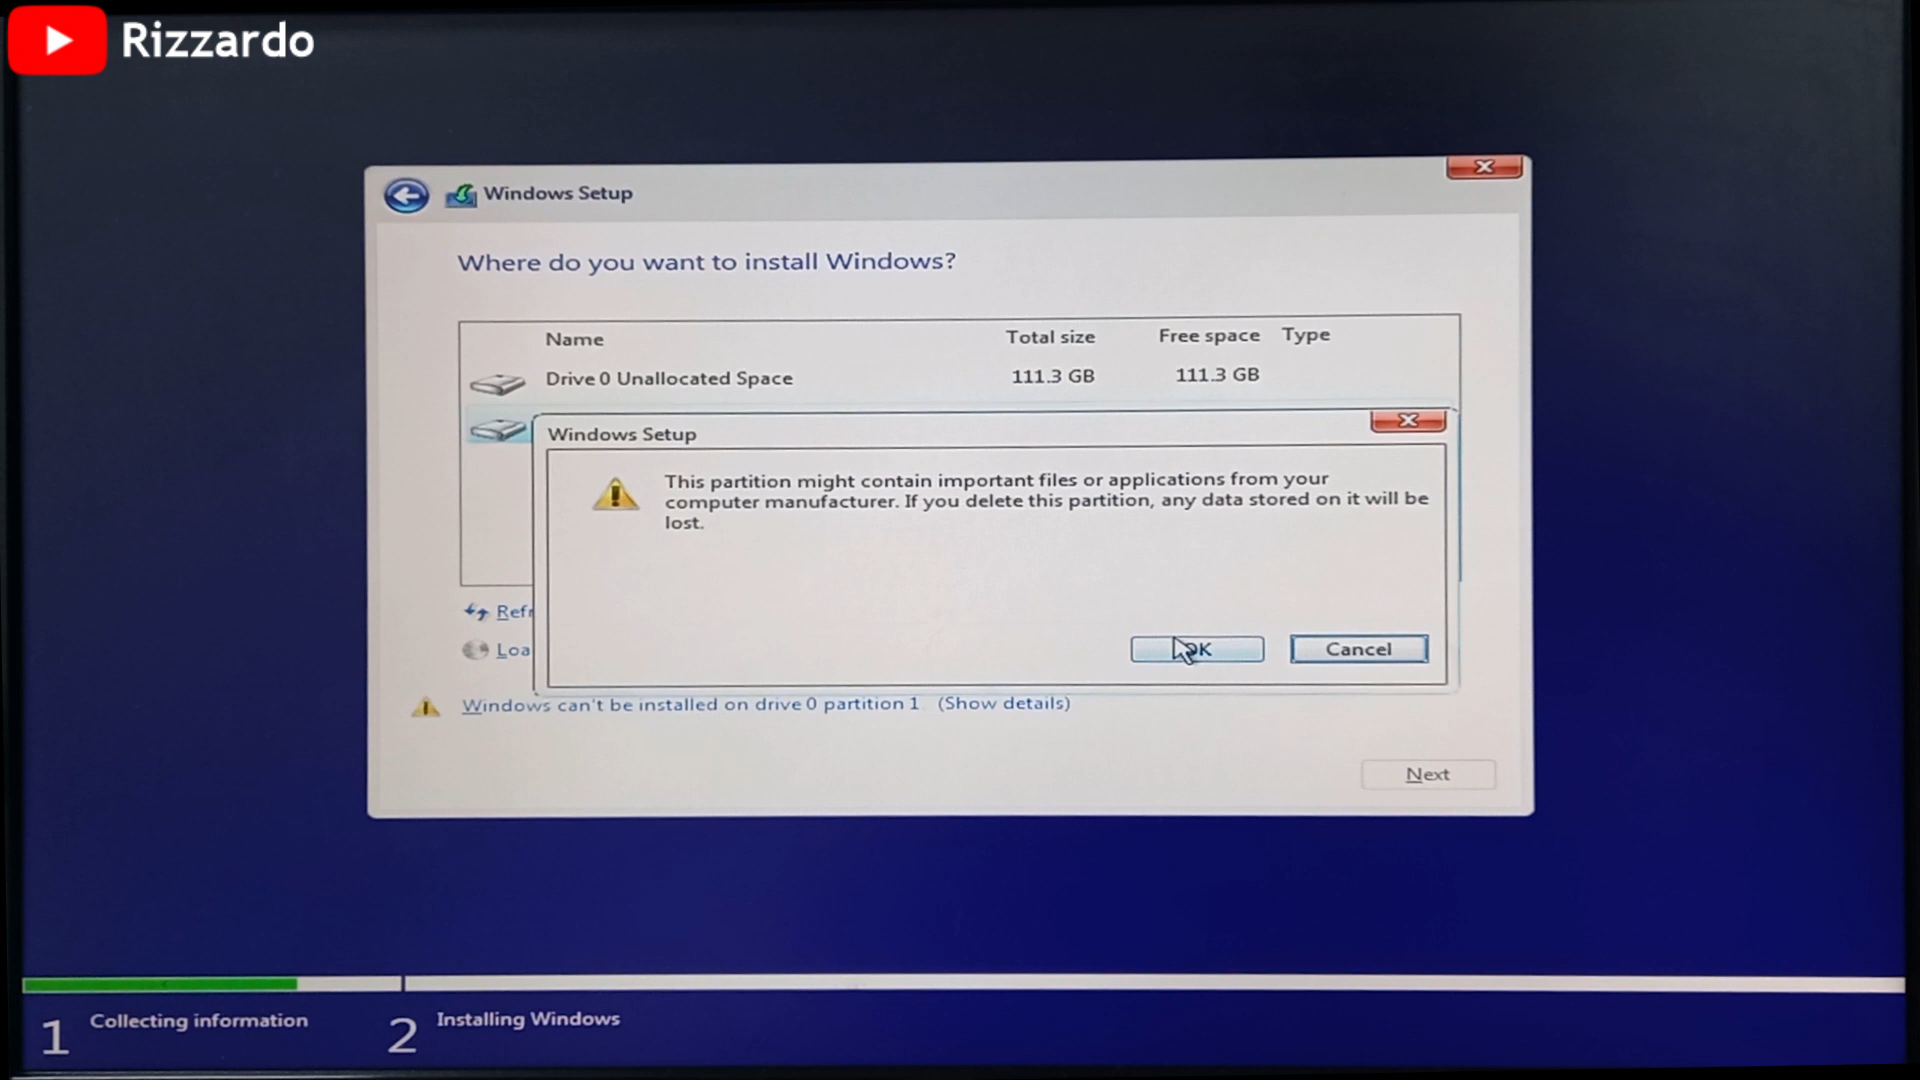 Rizzardo
Windows Setup
Where do you want to install Windows?
Name Total size Free space Type
Drive 0 Unallocated Space 111.3 GB 111.3 GB
Windows Setup
This partition might contain important files or applications from your
computer manufacturer. If you delete this partition, any data stored on it will be
lost.
OK Cancel
Refr
Loa
Windows can't be installed on drive 0 partition 1. (Show details)
Next
1 Collecting information 2 Installing Windows